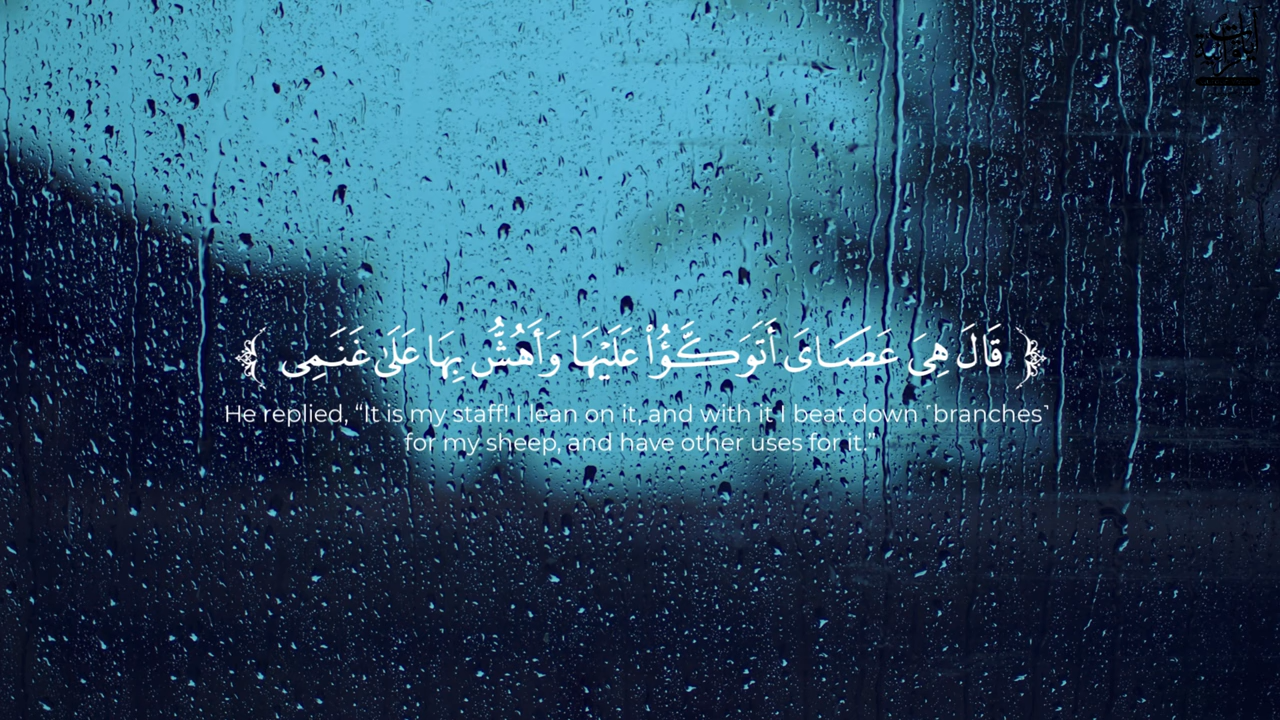 ﴿ قَالَ هِىَ عَصَاىَ أَتَوَكَّؤُا۟ عَلَيْهَا وَأَهُشُّ بِهَا عَلَىٰ غَنَمِى ﴾
He replied, “It is my staff! I lean on it, and with it I beat down ˹branches˺
for my sheep, and have other uses for it.”